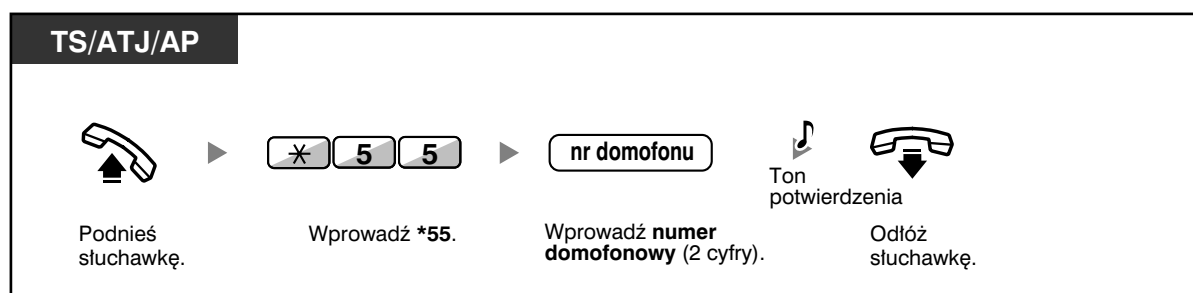 TS/ATJ/AP
* 5 5
nr domofonu
Ton
potwierdzenia
Podnieś
słuchawkę.
Wprowadź *55.
Wprowadź numer
domofonowy (2 cyfry).
Odłóż
słuchawkę.